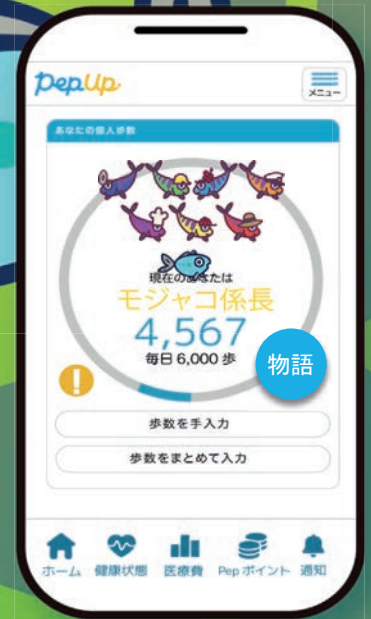 PepUp
メニュー
あなたの個人歩数
現在のあなたは
モジャコ係長
4,567
毎日6,000 歩
物語
!
歩数を手入力
歩数をまとめて入力
ホーム 健康状態 医療費 Pep ポイント 通知